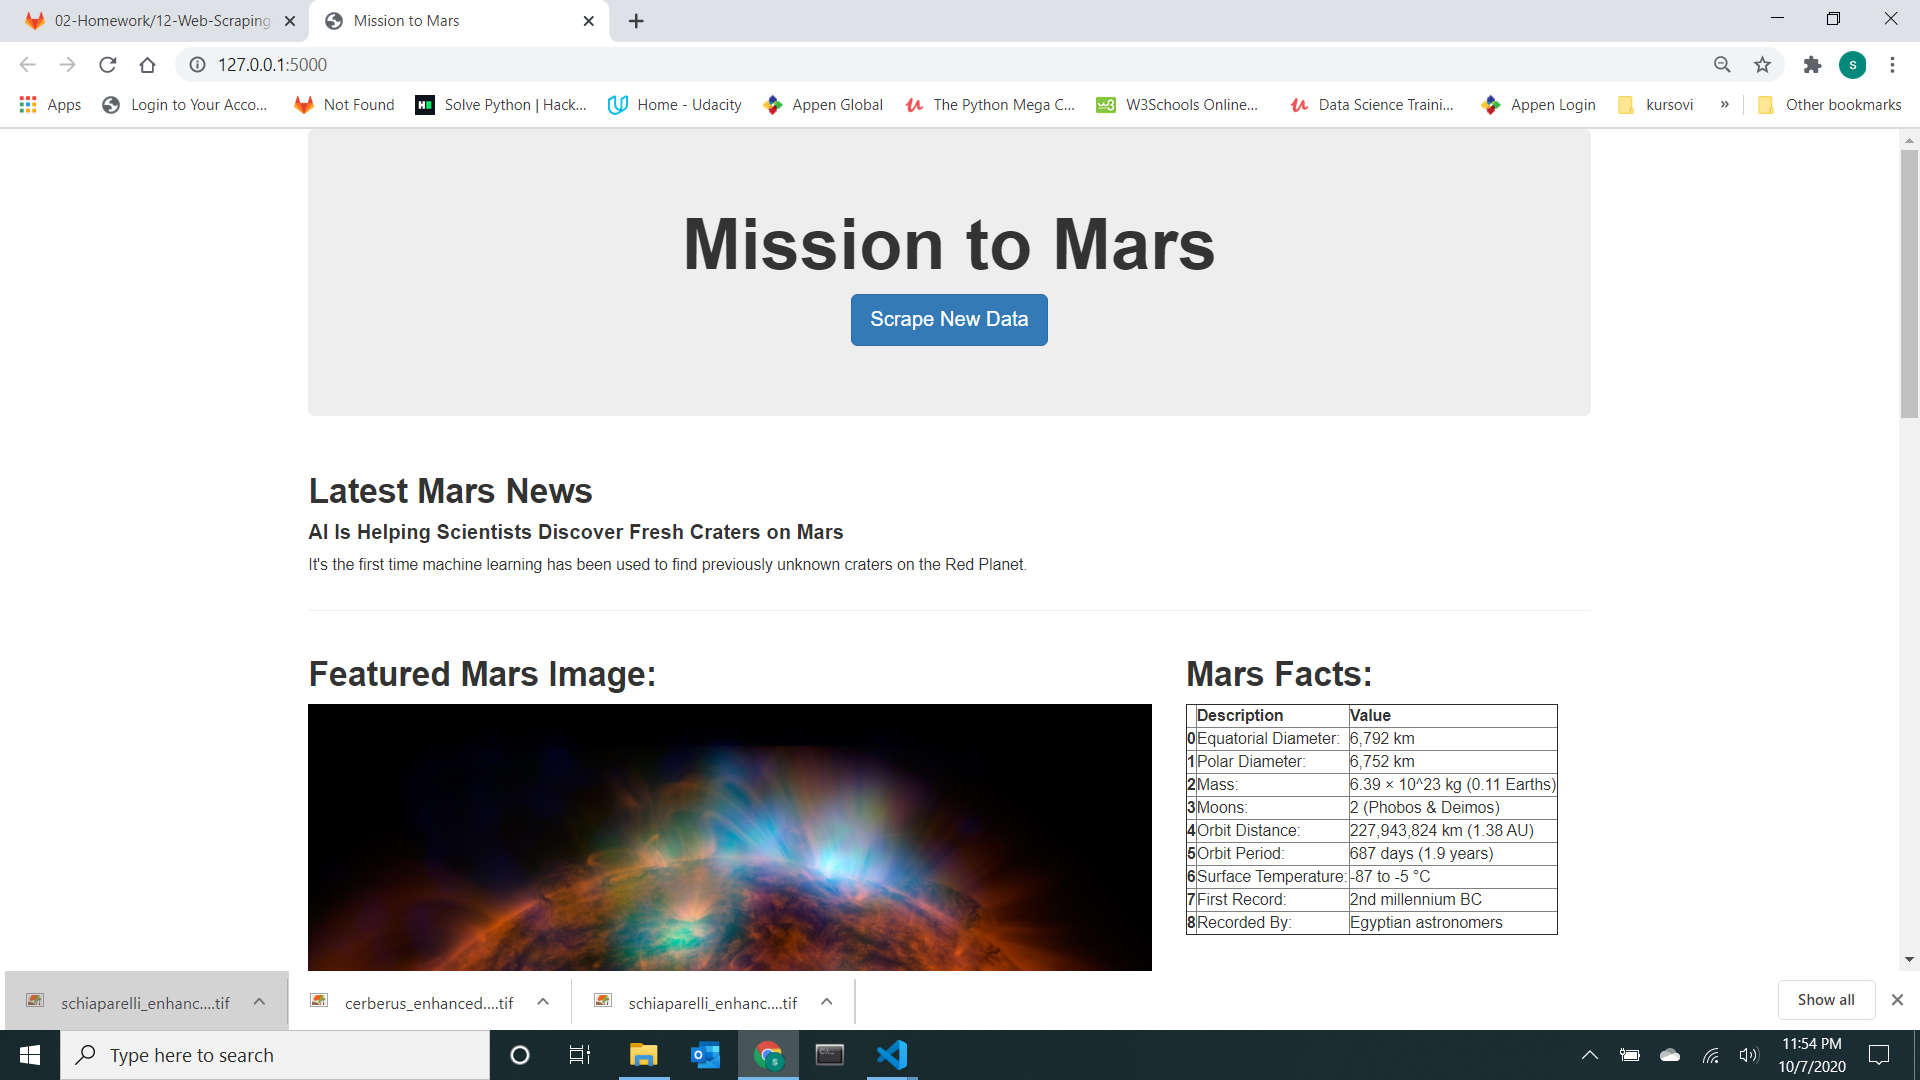 02-Homework/12-Web-Scraping
Mission to Mars
127.0.0.1:5000
S
Apps
Login to Your Acco...
Not Found
Solve Python | Hack...
Home - Udacity
Appen Global
The Python Mega C...
W3Schools Online...
Data Science Traini...
Appen Login
kursovi
»
Other bookmarks
Mission to Mars
Scrape New Data
Latest Mars News
AI Is Helping Scientists Discover Fresh Craters on Mars
It's the first time machine learning has been used to find previously unknown craters on the Red Planet.
Featured Mars Image:
Mars Facts:
Description Value
0 Equatorial Diameter: 6,792 km
1 Polar Diameter: 6,752 km
2 Mass: 6.39 × 10^23 kg (0.11 Earths)
3 Moons: 2 (Phobos & Deimos)
4 Orbit Distance: 227,943,824 km (1.38 AU)
5 Orbit Period: 687 days (1.9 years)
6 Surface Temperature: -87 to -5 °C
7 First Record: 2nd millennium BC
8 Recorded By: Egyptian astronomers
schiaparelli_enhanc....tif
cerberus_enhanced....tif
schiaparelli_enhanc....tif
Show all
Type here to search
11:54 PM
10/7/2020